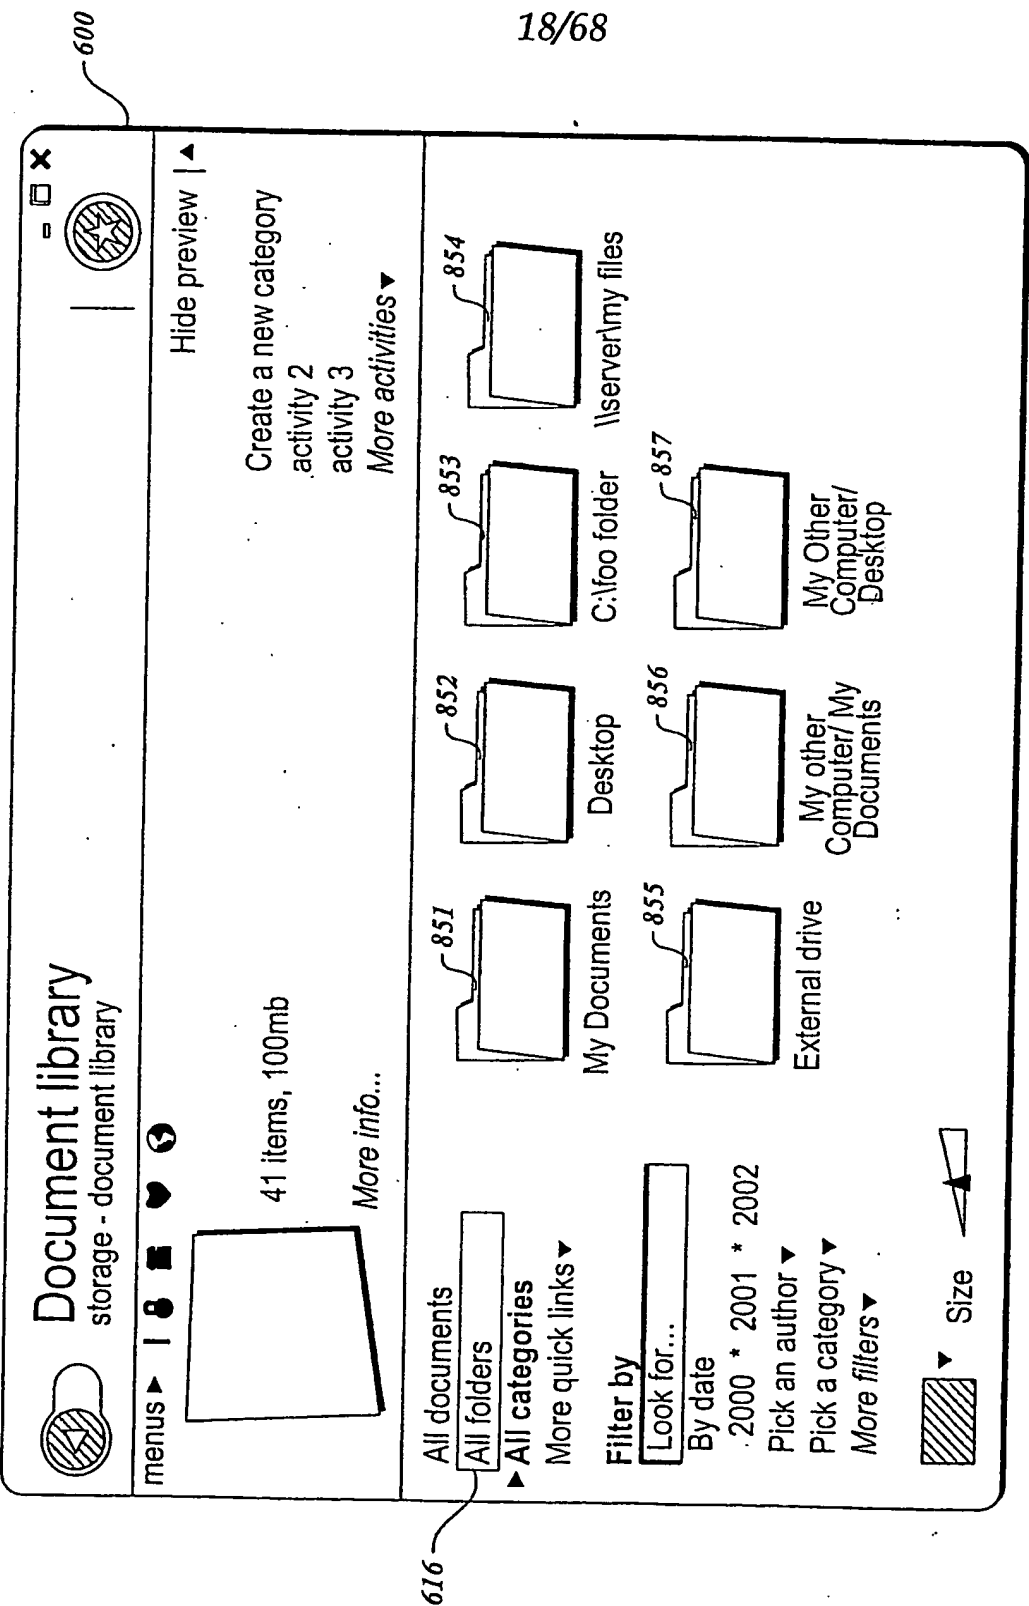 18/68
600
Document library
storage - document library
menus
Hide preview
41 items, 100mb
More info...
Create a new category
activity 2
activity 3
More activities
616
All documents
All folders
All categories
More quick links
Filter by
Look for...
By date
2000 * 2001 * 2002
Pick an author
Pick a category
More filters
Size
851
852
853
854
My Documents
Desktop
C:\foo folder
\\server\my files
855
856
857
External drive
My other
Computer/ My
Documents
My Other
Computer/
Desktop